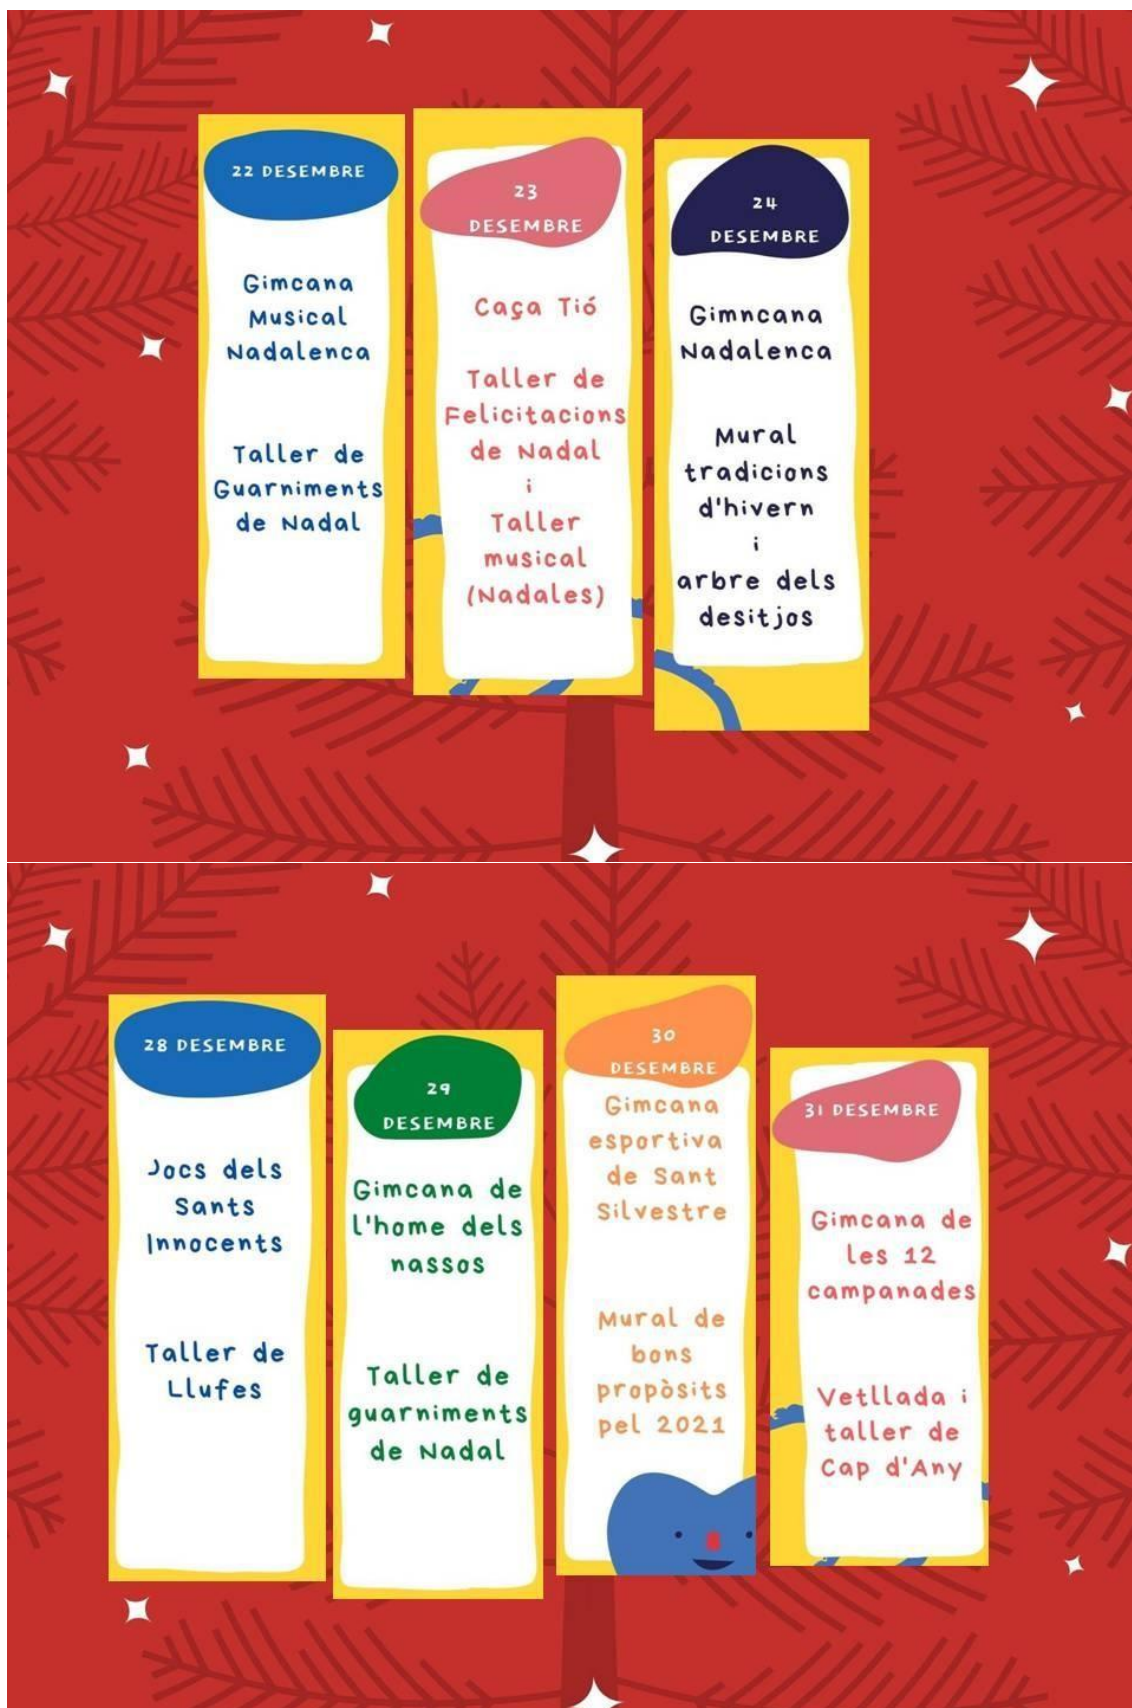 22 DESEMBRE
Gimcana
Musical
Nadalenca
Taller de
Guarniments
de Nadal
23
DESEMBRE
Caça Tió
Taller de
Felicitacions
de Nadal
i
Taller
musical
(Nadales)
24
DESEMBRE
Gimncana
Nadalenca
Mural
tradicions
d'hivern
i
arbre dels
desitjos
28 DESEMBRE
Jocs dels
Sants
Innocents
Taller de
Llufes
29
DESEMBRE
Gimcana de
l'home dels
nassos
Taller de
guarniments
de Nadal
30
DESEMBRE
Gimcana
esportiva
de Sant
Silvestre
Mural de
bons
propòsits
pel 2021
31 DESEMBRE
Gimcana de
les 12
campanades
Vetllada i
taller de
Cap d'Any